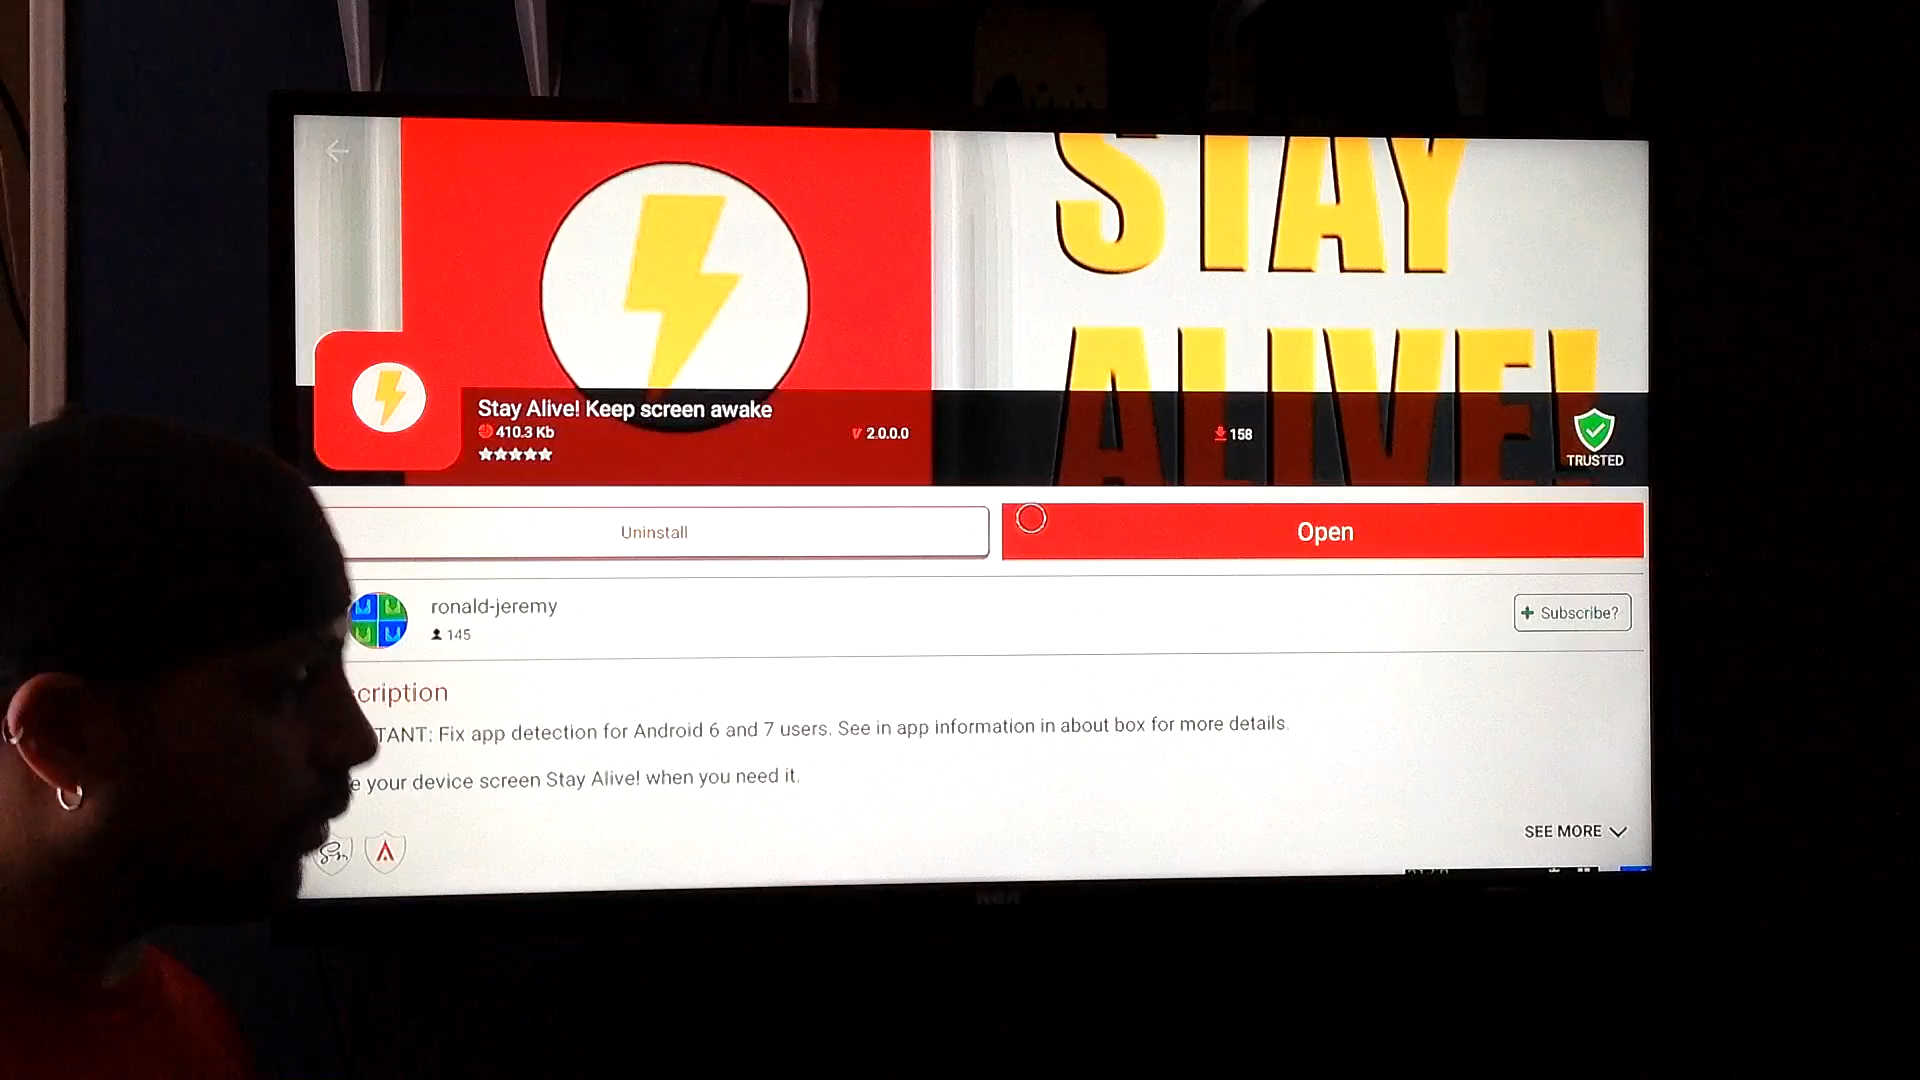 STAY
ALIVE!
Stay Alive! Keep screen awake
410.3 Kb
2.0.0.0
158
TRUSTED
Uninstall
Open
ronald-jeremy
145
Subscribe?
cription
TANT: Fix app detection for Android 6 and 7 users. See in app information in about box for more details.
e your device screen Stay Alive! when you need it.
SEE MORE
RCA